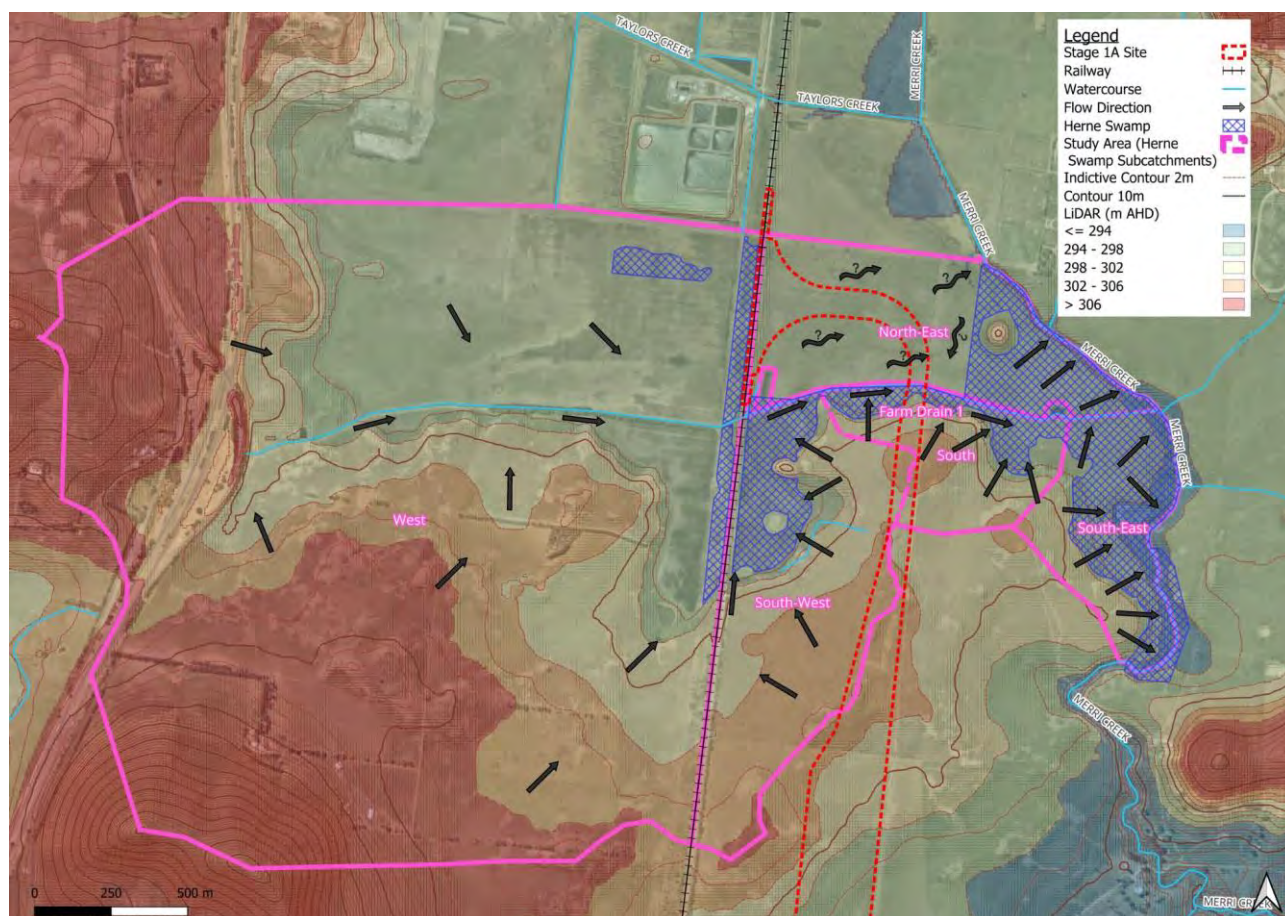 TAYLORS CREEK
TAYLORS CREEK
MERRI CREEK
MERRI CREEK
Legend
Stage 1A Site
Railway
Watercourse
Flow Direction
Herne Swamp
Study Area (Herne
Swamp Subcatchments)
Indictive Contour 2m
Contour 10m
LiDAR (m AHD)
<= 294
294 - 298
298 - 302
302 - 306
> 306
?
?
North-East
?
?
?
MERRI CREEK
Farm Drain 1
South
West
South-East
South-West
MERRI CREEK
0 250 500 m
MERRI CREEK